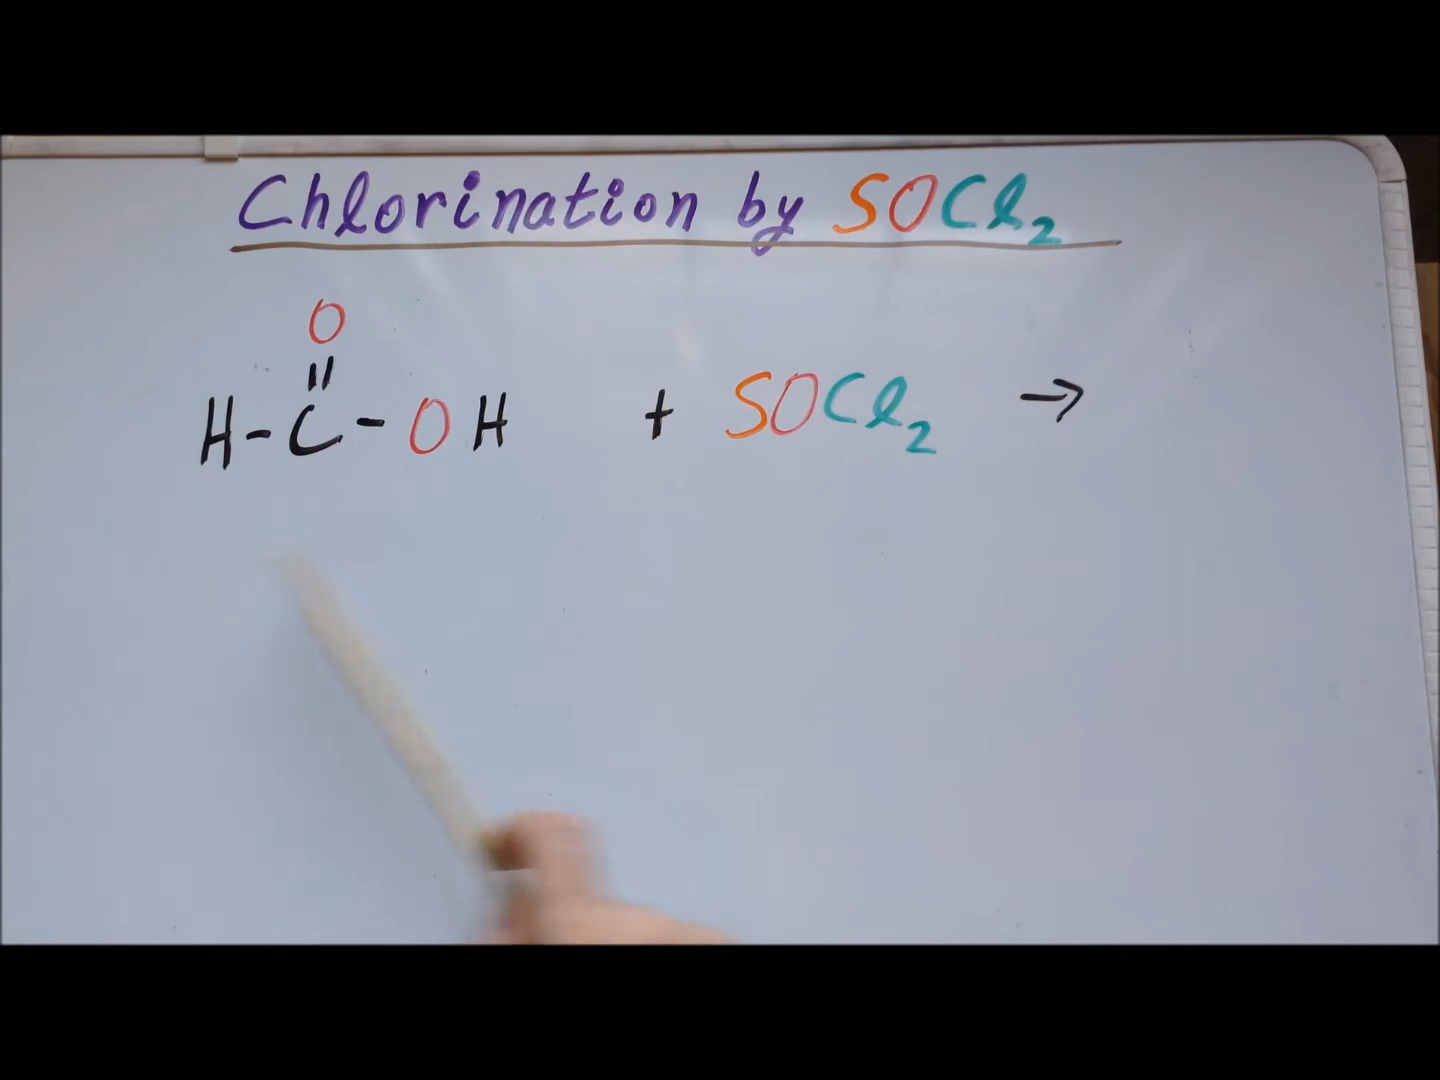 Chlorination by SOCl₂
O
||
H-C-OH + SOCl₂ →